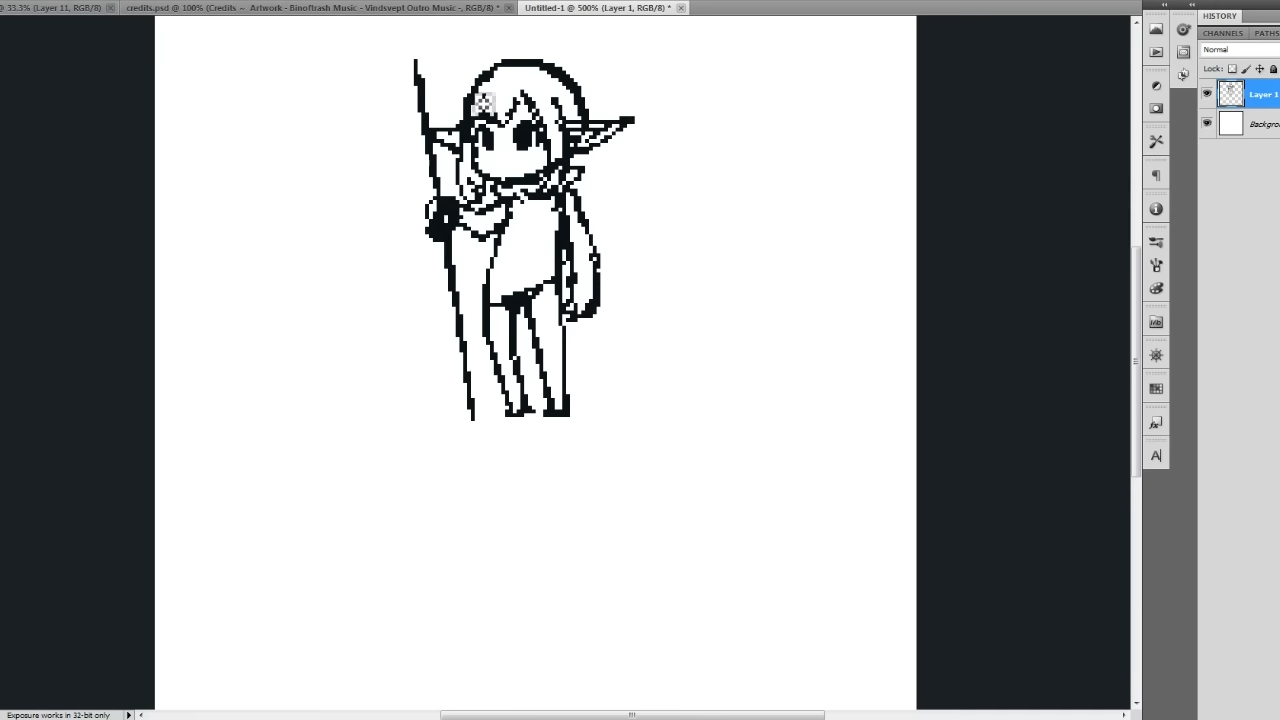 @ 33.3% (Layer 11, RGB/8) *
credits.psd @ 100% (Credits ~ Artwork - Binoftrash Music - Vindsvept Outro Music -, RGB/8) *
Untitled-1 @ 500% (Layer 1, RGB/8) *
HISTORY
CHANNELS
PATHS
Normal
Lock:
Layer 1
Backgro
Mb
fx
A
Exposure works in 32-bit only